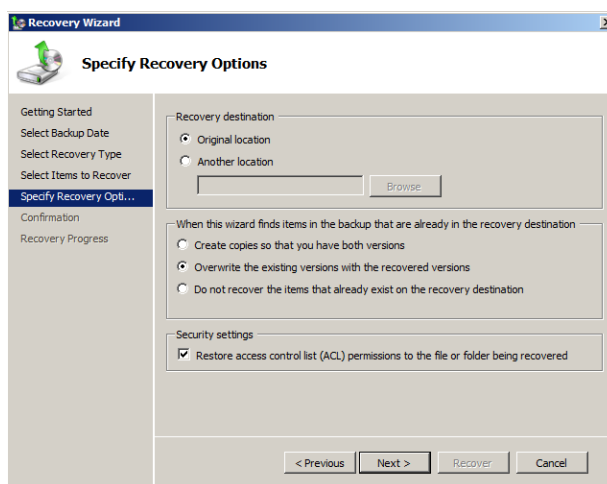 Recovery Wizard
Specify Recovery Options
Getting Started
Select Backup Date
Select Recovery Type
Select Items to Recover
Specify Recovery Opti...
Confirmation
Recovery Progress
Recovery destination
Original location
Another location
Browse
When this wizard finds items in the backup that are already in the recovery destination
Create copies so that you have both versions
Overwrite the existing versions with the recovered versions
Do not recover the items that already exist on the recovery destination
Security settings
Restore access control list (ACL) permissions to the file or folder being recovered
< Previous
Next >
Recover
Cancel